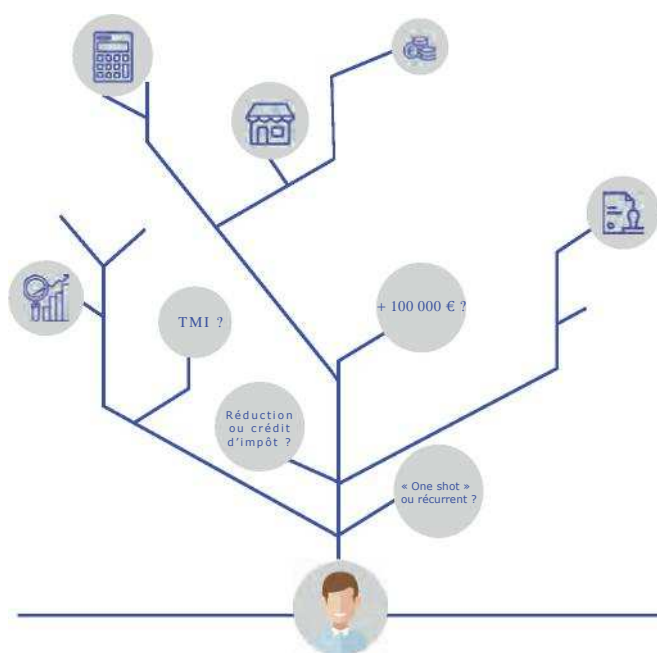 + 100 000 € ?
TMI ?
Réduction
ou crédit
d’impôt ?
« One shot »
ou récurrent ?